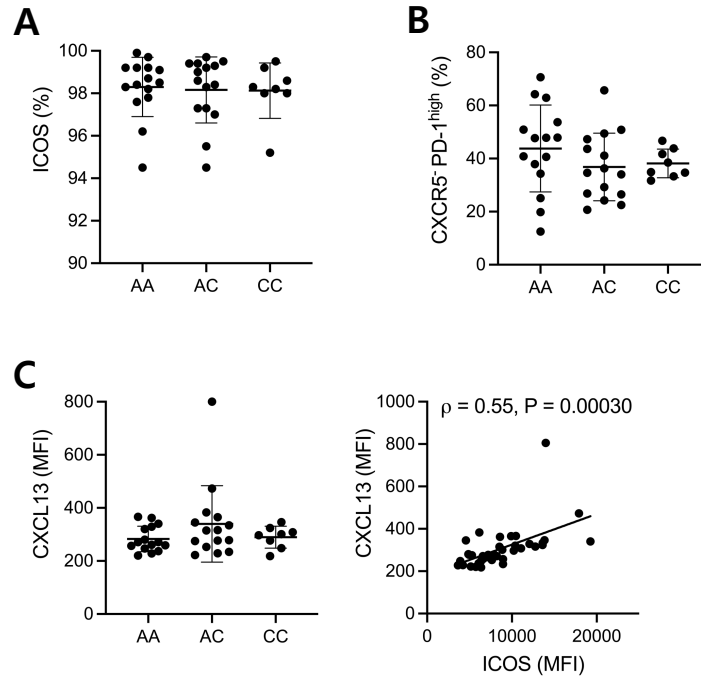 A
ICOS (%)
100
98
96
94
92
90
AA
AC
CC
B
CXCR5- PD-1high (%)
80
60
40
20
0
AA
AC
CC
C
CXCL13 (MFI)
800
600
400
200
0
AA
AC
CC
CXCL13 (MFI)
ρ = 0.55, P = 0.00030
1000
800
600
400
200
0
0
10000
20000
ICOS (MFI)